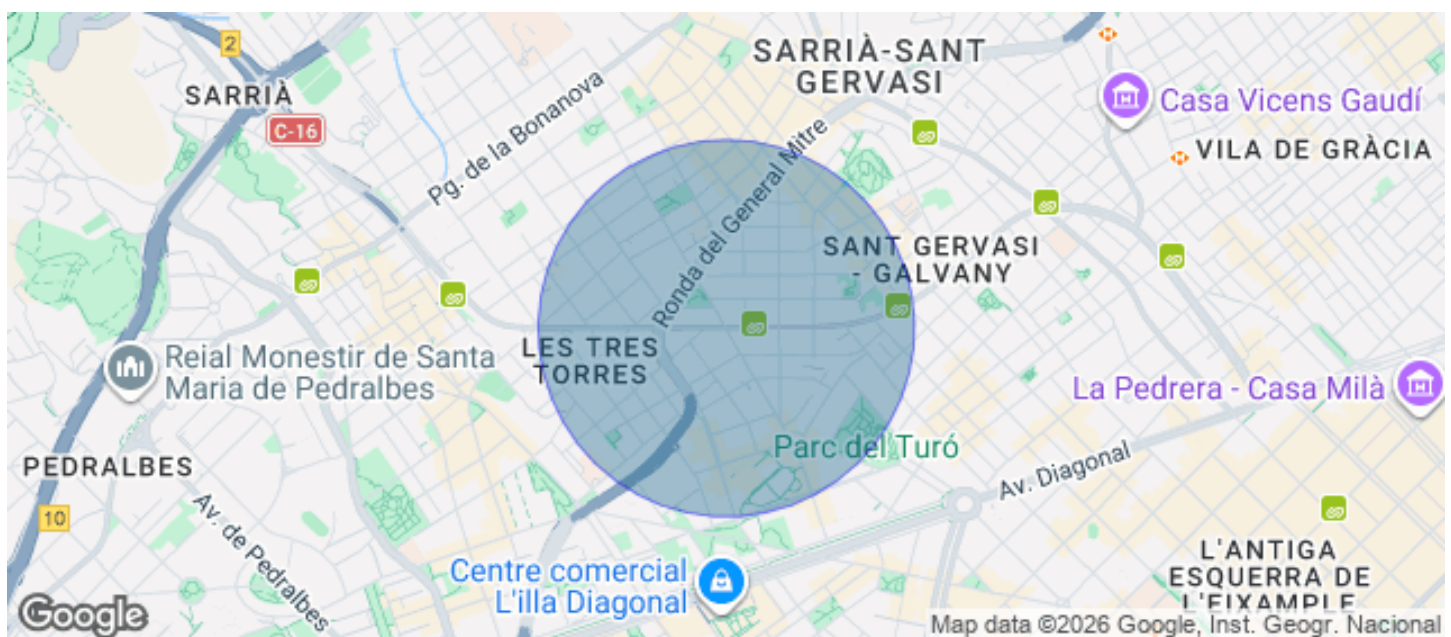 2
SARRIÀ
C-16
Pg. de la Bonanova
SARRIÀ-SANT
GERVASI
Casa Vicens Gaudí
VILA DE GRÀCIA
Ronda del General Mitre
SANT GERVASI
- GALVANY
LES TRES
TORRES
Reial Monestir de Santa
Maria de Pedralbes
La Pedrera - Casa Milà
Parc del Turó
PEDRALBES
Av. Diagonal
10
Av. de Pedralbes
Centre comercial
L'illa Diagonal
L'ANTIGA
ESQUERRA DE
L'EIXAMPLE
Google
Map data ©2026 Google, Inst. Geogr. Nacional